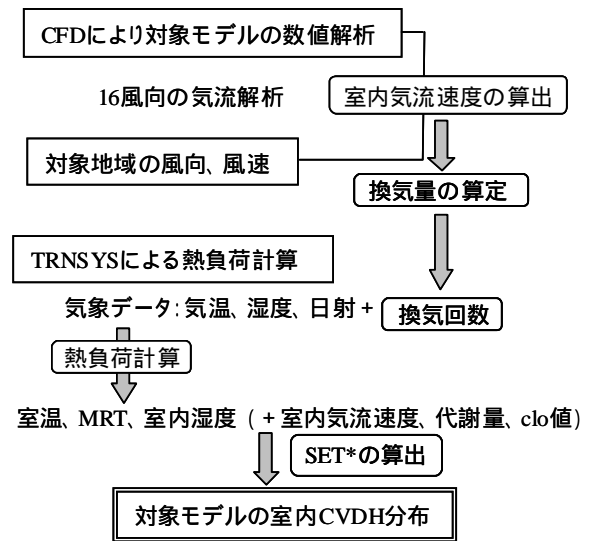 CFDにより対象モデルの数値解析
16風向の気流解析
室内気流速度の算出
対象地域の風向、風速
換気量の算定
TRNSYSによる熱負荷計算
気象データ：気温、湿度、日射＋
換気回数
熱負荷計算
室温、MRT、室内湿度（＋室内気流速度、代謝量、clo値）
SET*の算出
対象モデルの室内CVDH分布